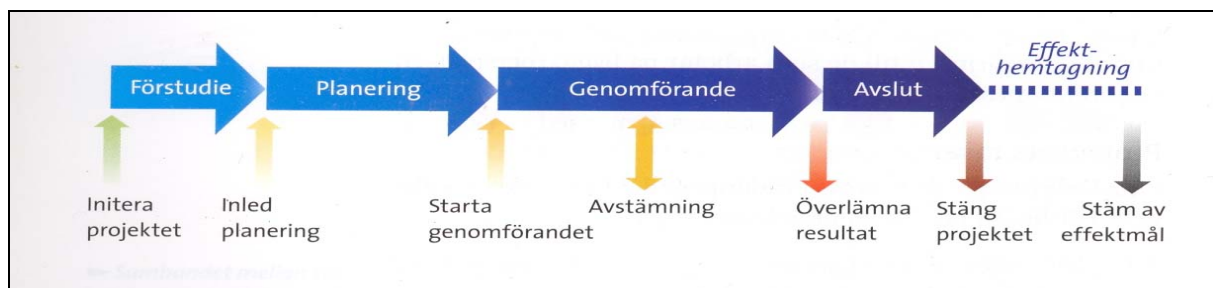 Effekt-
hemtagning
Förstudie
Planering
Genomförande
Avslut
Initera
projektet
Inled
planering
Starta
genomförandet
Avstämning
Överlämna
resultat
Stäng
projektet
Stäm av
effektmål